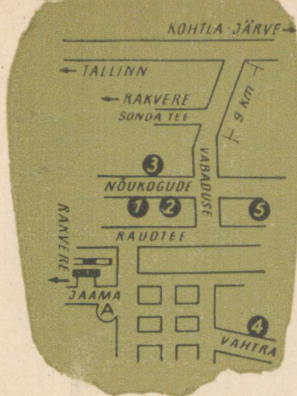 KOHTLA-JÄRVE
TALLINN
RAKVERE
SONDA TEE
9 km
VABADUSE
3
NÕUKOGUDE
1 2 5
RAUDTEE
RAKVERE
JAAMA
A
4
VAHTRA